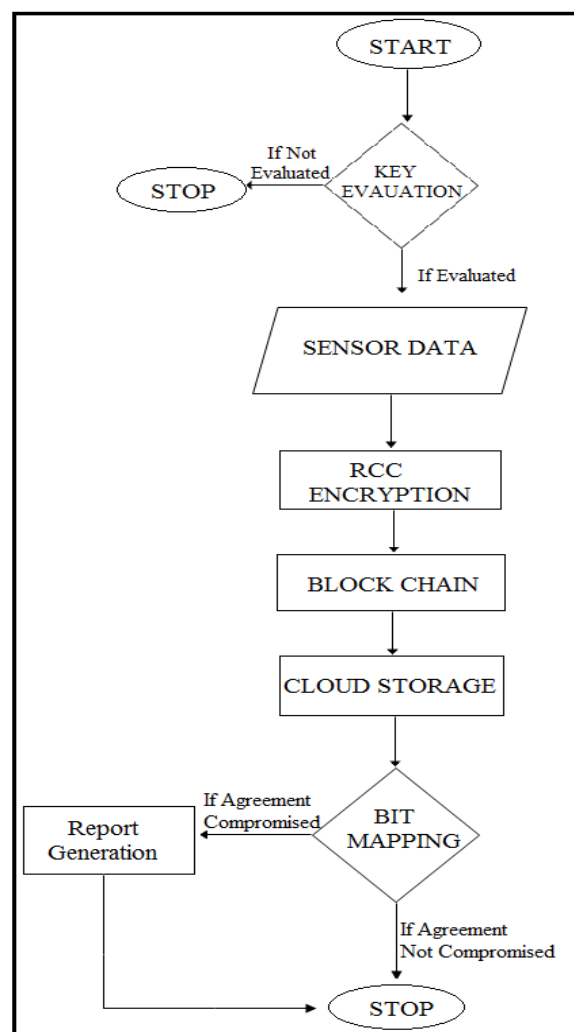 START
If Not
Evaluated
KEY
EVAUATION
STOP
If Evaluated
SENSOR DATA
RCC
ENCRYPTION
BLOCK CHAIN
CLOUD STORAGE
If Agreement
Compromised
BIT
MAPPING
Report
Generation
If Agreement
Not Compromised
STOP